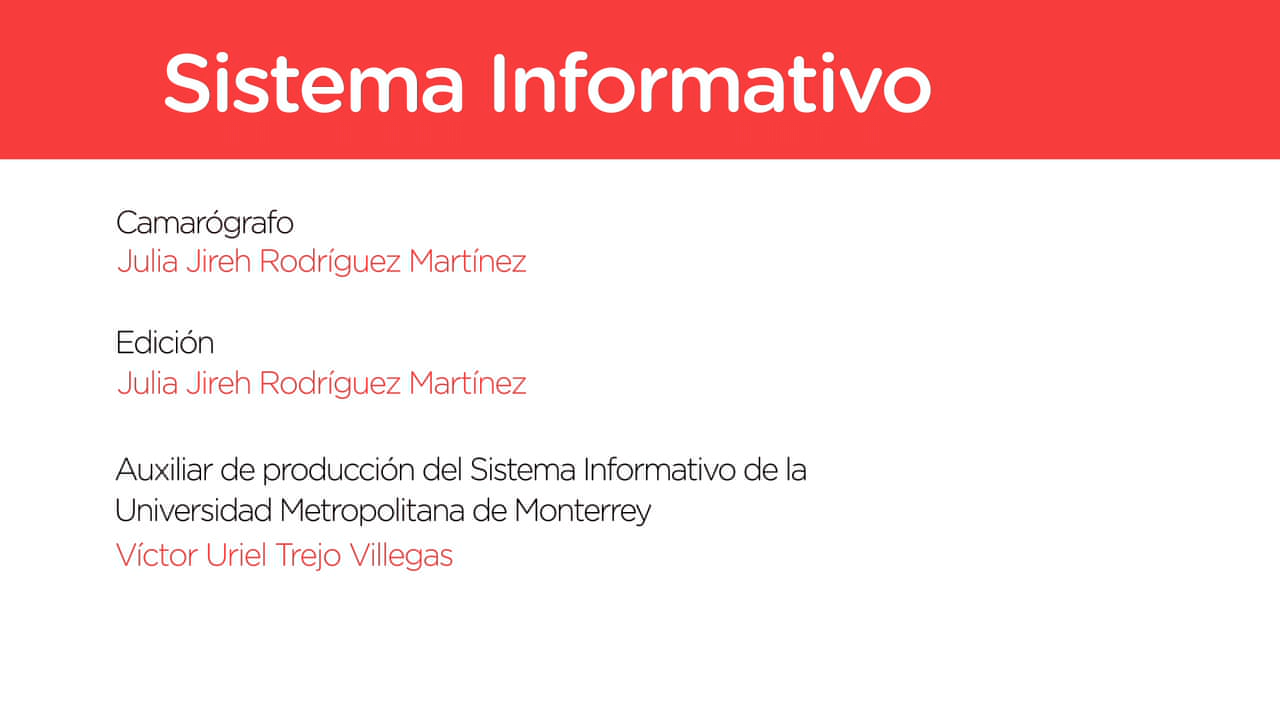 Sistema Informativo
Camarógrafo
Julia Jireh Rodríguez Martínez
Edición
Julia Jireh Rodríguez Martínez
Auxiliar de producción del Sistema Informativo de la
Universidad Metropolitana de Monterrey
Víctor Uriel Trejo Villegas